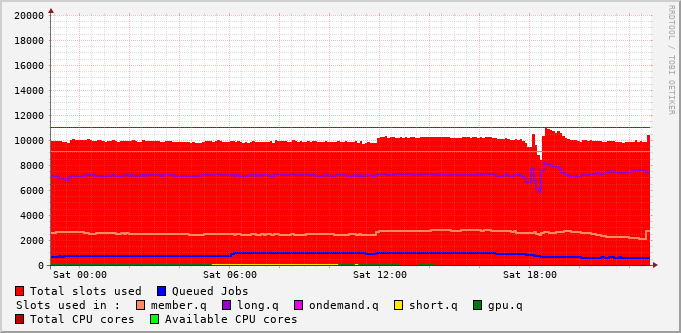 RRDTOOL / TOBI OETIKER
20000
18000
16000
14000
12000
10000
8000
6000
4000
2000
0
Sat 00:00 Sat 06:00 Sat 12:00 Sat 18:00
Total slots used Queued Jobs
Slots used in : member.q long.q ondemand.q short.q gpu.q
Total CPU cores Available CPU cores